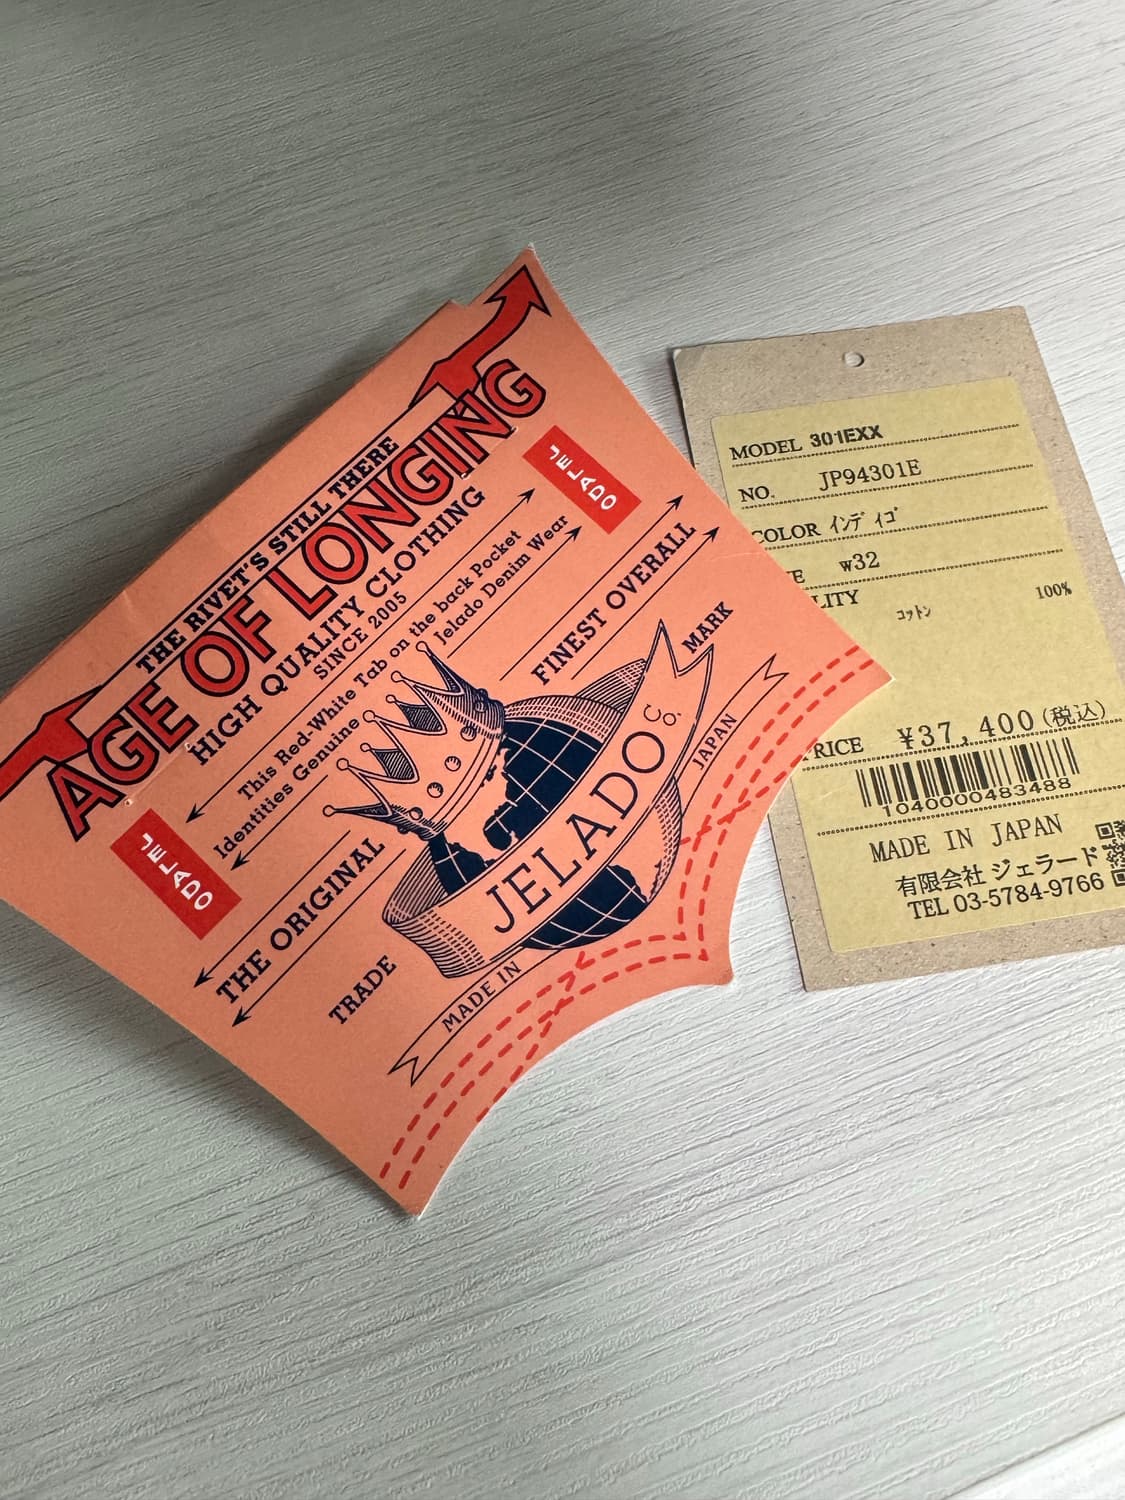 THE RIVET'S STILL THERE
AGE OF LONGING
HIGH QUALITY CLOTHING
SINCE 2005
This Red-White Tab on the back Pocket
Identities Genuine Jelado Denim Wear
JELADO
JELADO
THE ORIGINAL FINEST OVERALL
TRADE MARK
JELADO Co.
MADE IN JAPAN
MODEL 301EXX
NO. JP94301E
COLOR インディゴ
w32
コットン 100%
PRICE ¥37,400(税込)
1040000483488
MADE IN JAPAN
有限会社 ジェラード
TEL 03-5784-9766